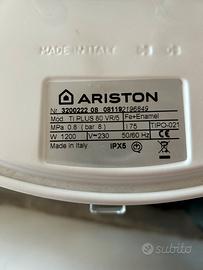 MADE IN ITALY
ARISTON
Nr. 3200222 08 081192196849
Mod. TI PLUS 80 VR/5 Fe+Enamel
MPa 0.8 ( bar 8 ) l 75 TIPO-021
W 1200 V~230 50/60 Hz
Made in Italy IPX5
subito